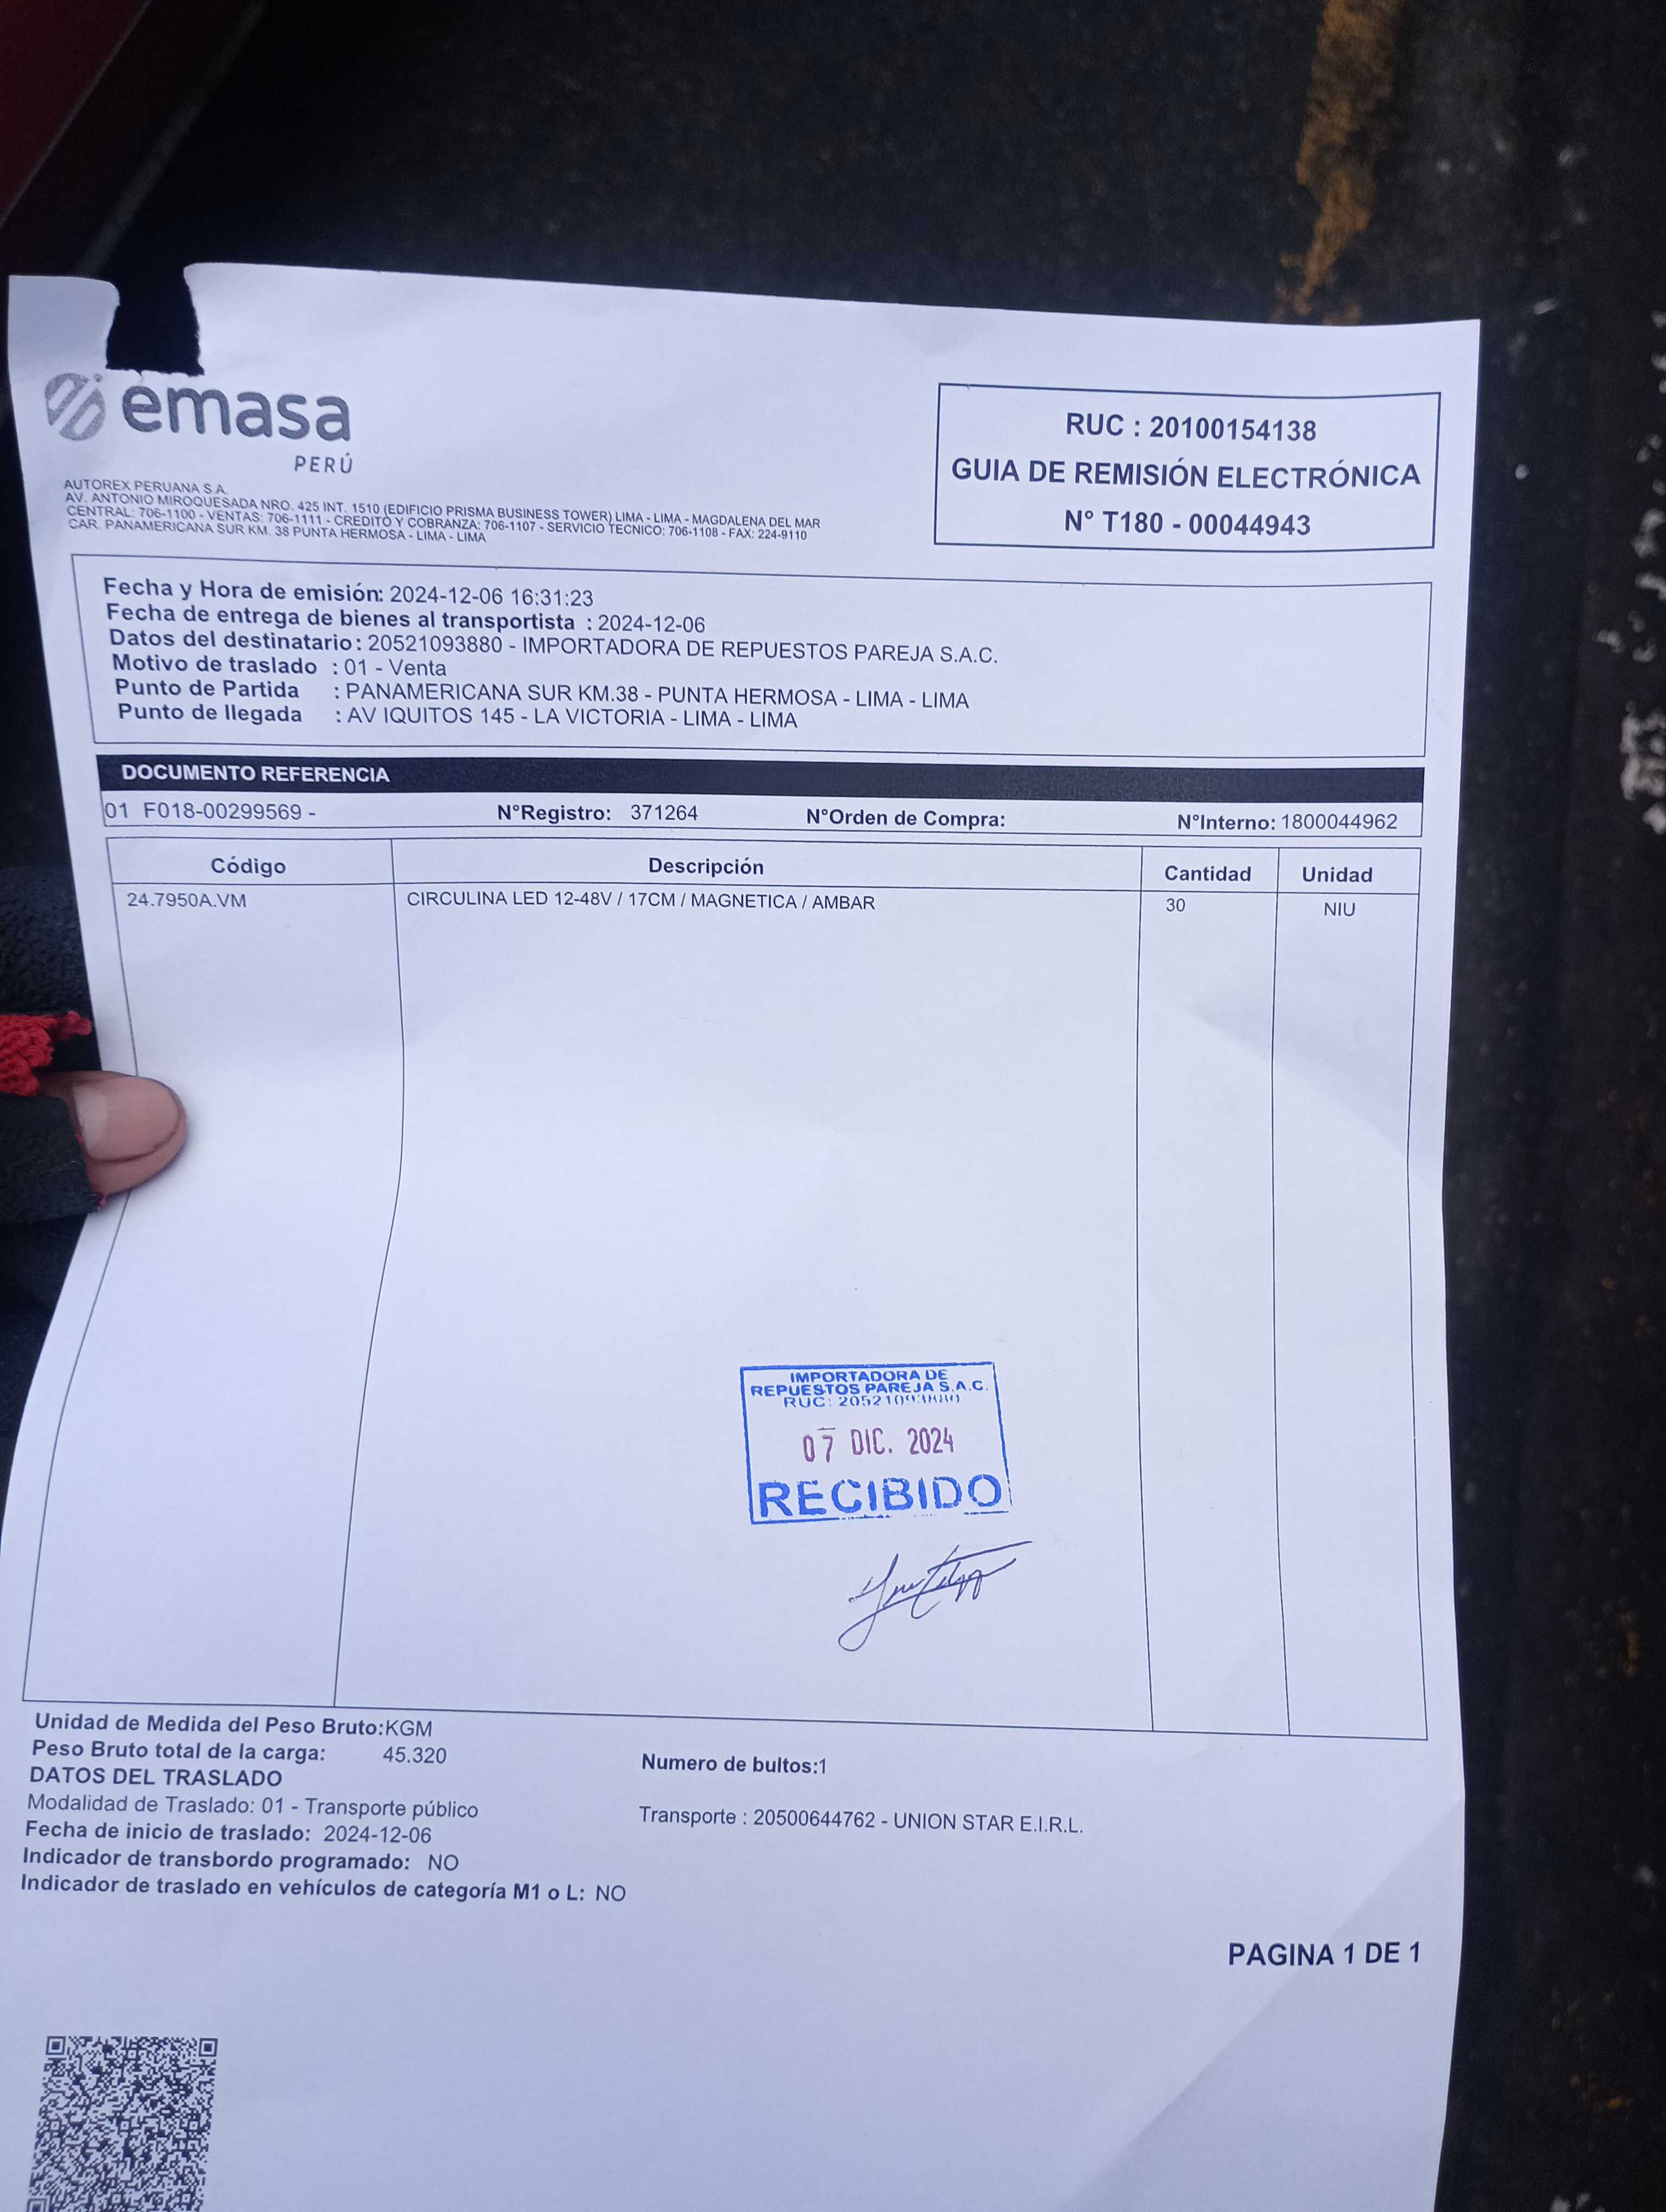 emasa
PERÚ
AUTOREX PERUANA S.A.
AV. ANTONIO MIROQUESADA NRO. 425 INT. 1510 (EDIFICIO PRISMA BUSINESS TOWER) LIMA - LIMA - MAGDALENA DEL MAR
CENTRAL: 706-1100 - VENTAS: 706-1111 - CREDITO Y COBRANZA: 706-1107 - SERVICIO TECNICO: 706-1108 - FAX: 224-9110
CAR. PANAMERICANA SUR KM. 38 PUNTA HERMOSA - LIMA - LIMA
RUC : 20100154138
GUIA DE REMISIÓN ELECTRÓNICA
N° T180 - 00044943
Fecha y Hora de emisión: 2024-12-06 16:31:23
Fecha de entrega de bienes al transportista : 2024-12-06
Datos del destinatario: 20521093880 - IMPORTADORA DE REPUESTOS PAREJA S.A.C.
Motivo de traslado : 01 - Venta
Punto de Partida : PANAMERICANA SUR KM.38 - PUNTA HERMOSA - LIMA - LIMA
Punto de llegada : AV IQUITOS 145 - LA VICTORIA - LIMA - LIMA
DOCUMENTO REFERENCIA
01 F018-00299569 - N°Registro: 371264 N°Orden de Compra: N°Interno: 1800044962
Código Descripción Cantidad Unidad
24.7950A.VM CIRCULINA LED 12-48V / 17CM / MAGNETICA / AMBAR 30 NIU
IMPORTADORA DE
REPUESTOS PAREJA S.A.C.
RUC: 20521093880
07 DIC. 2024
RECIBIDO
Unidad de Medida del Peso Bruto:KGM
Peso Bruto total de la carga: 45.320
Numero de bultos:1
DATOS DEL TRASLADO
Modalidad de Traslado: 01 - Transporte público
Transporte : 20500644762 - UNION STAR E.I.R.L.
Fecha de inicio de traslado: 2024-12-06
Indicador de transbordo programado: NO
Indicador de traslado en vehículos de categoría M1 o L: NO
PAGINA 1 DE 1